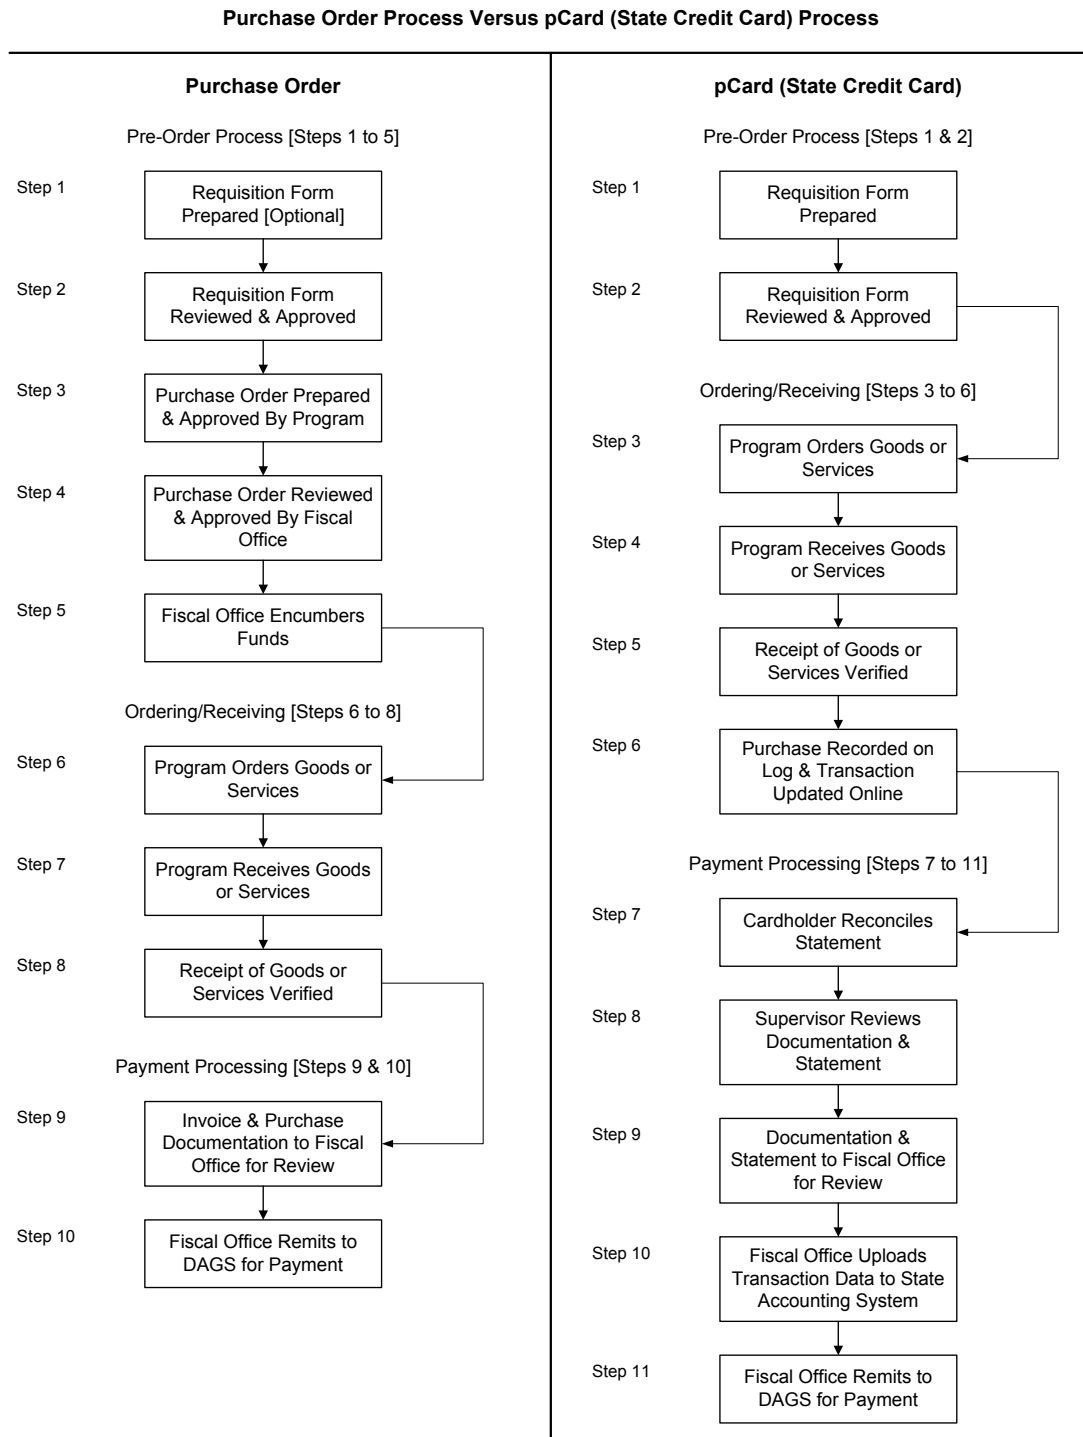 Purchase Order Process Versus pCard (State Credit Card) Process
Purchase Order
Pre-Order Process [Steps 1 to 5]
Step 1
Requisition Form
Prepared [Optional]
Step 2
Requisition Form
Reviewed & Approved
Step 3
Purchase Order Prepared
& Approved By Program
Step 4
Purchase Order Reviewed
& Approved By Fiscal
Office
Step 5
Fiscal Office Encumbers
Funds
Ordering/Receiving [Steps 6 to 8]
Step 6
Program Orders Goods or
Services
Step 7
Program Receives Goods
or Services
Step 8
Receipt of Goods or
Services Verified
Payment Processing [Steps 9 & 10]
Step 9
Invoice & Purchase
Documentation to Fiscal
Office for Review
Step 10
Fiscal Office Remits to
DAGS for Payment
pCard (State Credit Card)
Pre-Order Process [Steps 1 & 2]
Step 1
Requisition Form
Prepared
Step 2
Requisition Form
Reviewed & Approved
Ordering/Receiving [Steps 3 to 6]
Step 3
Program Orders Goods or
Services
Step 4
Program Receives Goods
or Services
Step 5
Receipt of Goods or
Services Verified
Step 6
Purchase Recorded on
Log & Transaction
Updated Online
Payment Processing [Steps 7 to 11]
Step 7
Cardholder Reconciles
Statement
Step 8
Supervisor Reviews
Documentation &
Statement
Step 9
Documentation &
Statement to Fiscal Office
for Review
Step 10
Fiscal Office Uploads
Transaction Data to State
Accounting System
Step 11
Fiscal Office Remits to
DAGS for Payment